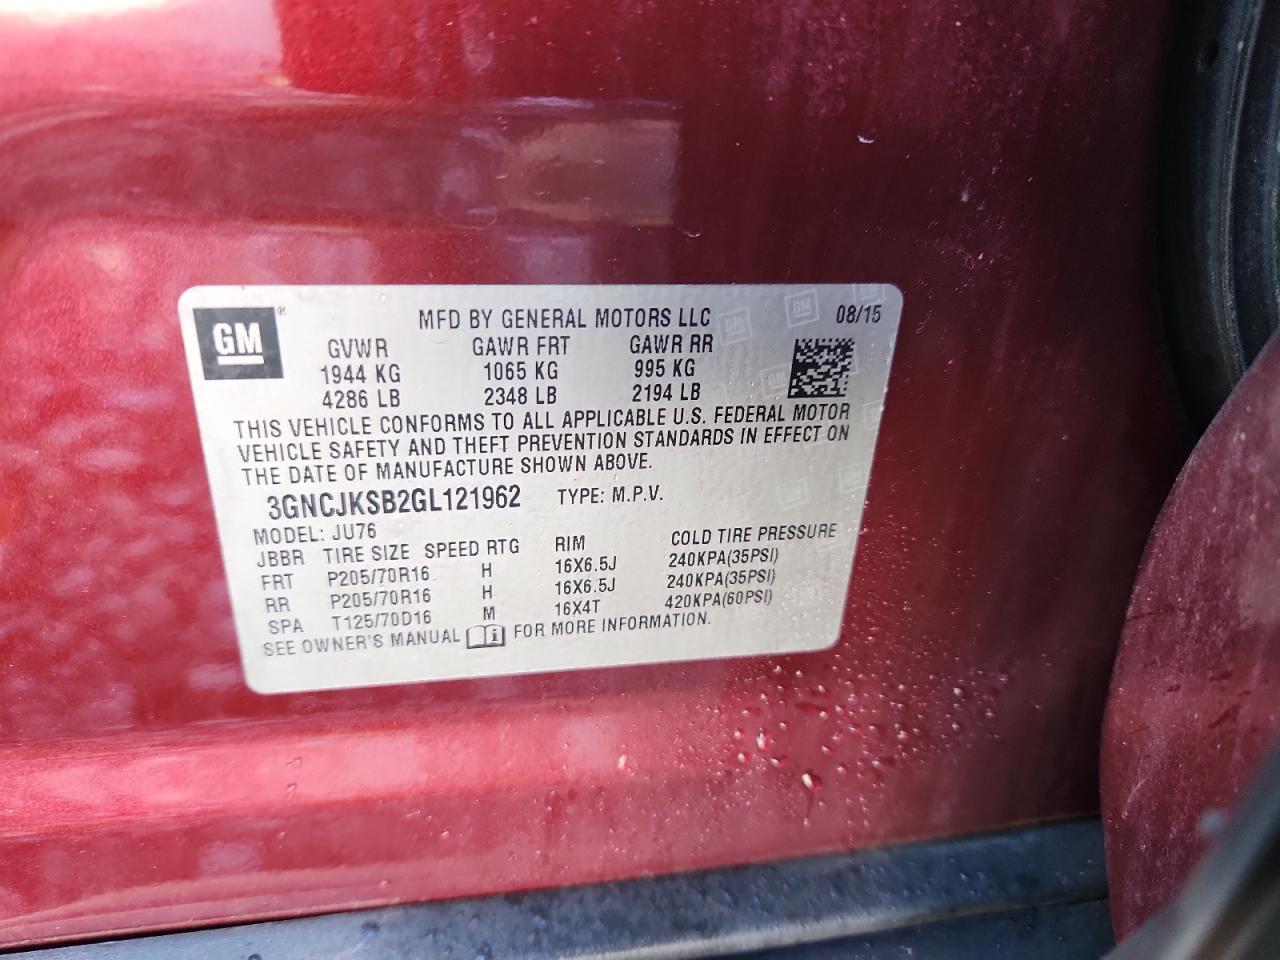 GM®
MFD BY GENERAL MOTORS LLC 08/15
GVWR GAWR FRT GAWR RR
1944 KG 1065 KG 995 KG
4286 LB 2348 LB 2194 LB
THIS VEHICLE CONFORMS TO ALL APPLICABLE U.S. FEDERAL MOTOR
VEHICLE SAFETY AND THEFT PREVENTION STANDARDS IN EFFECT ON
THE DATE OF MANUFACTURE SHOWN ABOVE.
3GNCJKSB2GL121962 TYPE: M.P.V.
MODEL: JU76
JBBR TIRE SIZE SPEED RTG RIM COLD TIRE PRESSURE
FRT P205/70R16 H 16X6.5J 240KPA(35PSI)
RR P205/70R16 H 16X6.5J 240KPA(35PSI)
SPA T125/70D16 M 16X4T 420KPA(60PSI)
SEE OWNER'S MANUAL i FOR MORE INFORMATION.